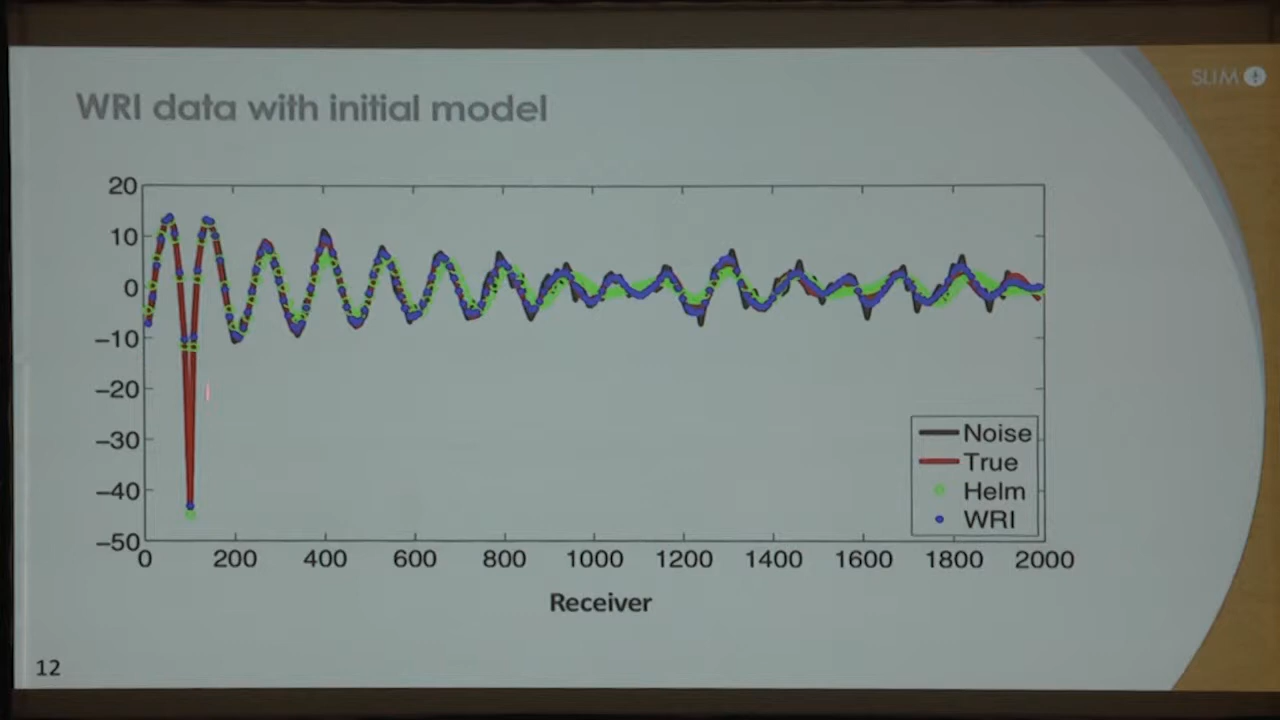 SLIM
WRI data with initial model
20
10
0
−10
−20
−30
−40
−50
Noise
True
Helm
WRI
0 200 400 600 800 1000 1200 1400 1600 1800 2000
Receiver
12